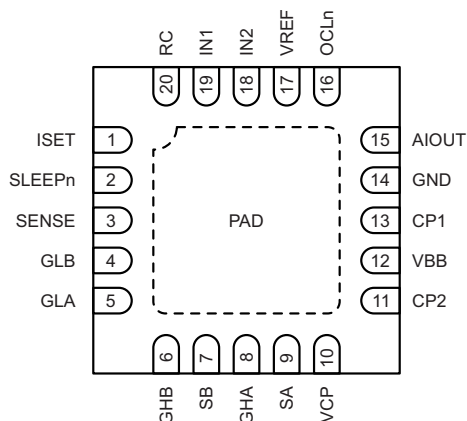 RC
IN1
IN2
VREF
OCLn
20
19
18
17
16
ISET 1
SLEEPn 2
SENSE 3
GLB 4
GLA 5
PAD
15 AIOUT
14 GND
13 CP1
12 VBB
11 CP2
6
7
8
9
10
GHB
SB
GHA
SA
VCP